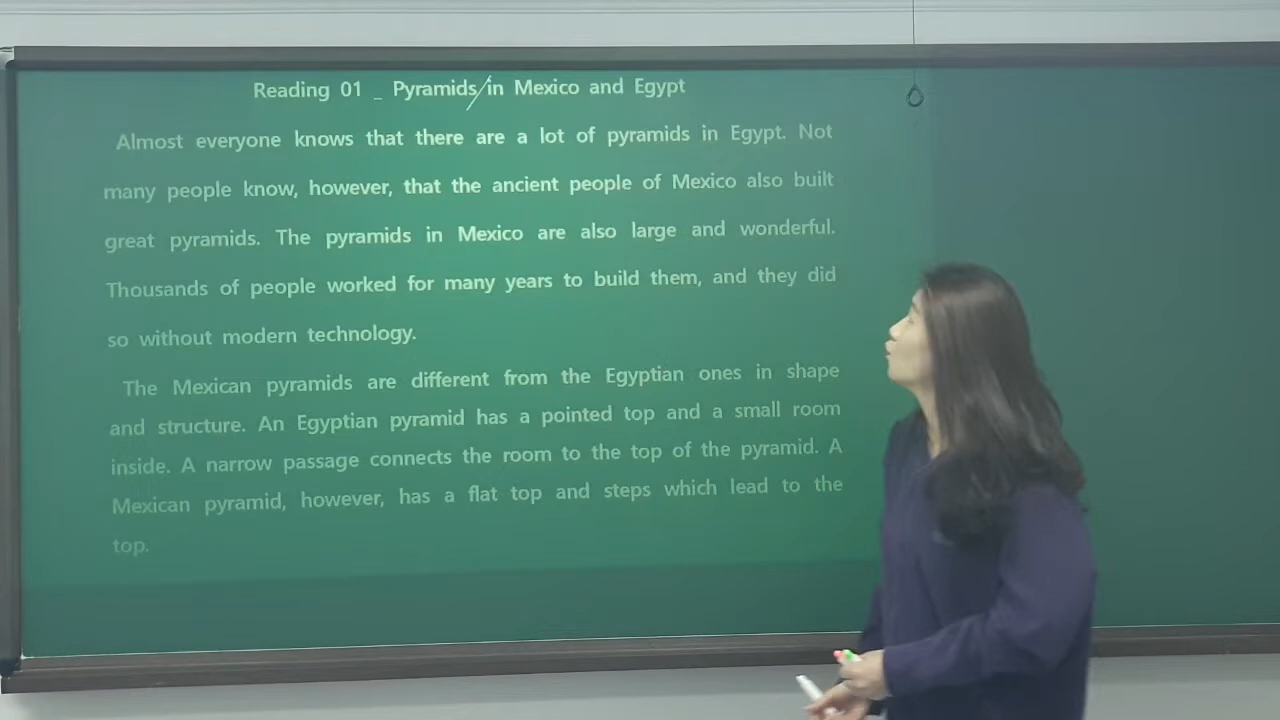 Reading 01 _ Pyramids/in Mexico and Egypt
Almost everyone knows that there are a lot of pyramids in Egypt. Not
many people know, however, that the ancient people of Mexico also built
great pyramids. The pyramids in Mexico are also large and wonderful.
Thousands of people worked for many years to build them, and they did
so without modern technology.
The Mexican pyramids are different from the Egyptian ones in shape
and structure. An Egyptian pyramid has a pointed top and a small room
inside. A narrow passage connects the room to the top of the pyramid. A
Mexican pyramid, however, has a flat top and steps which lead to the
top.